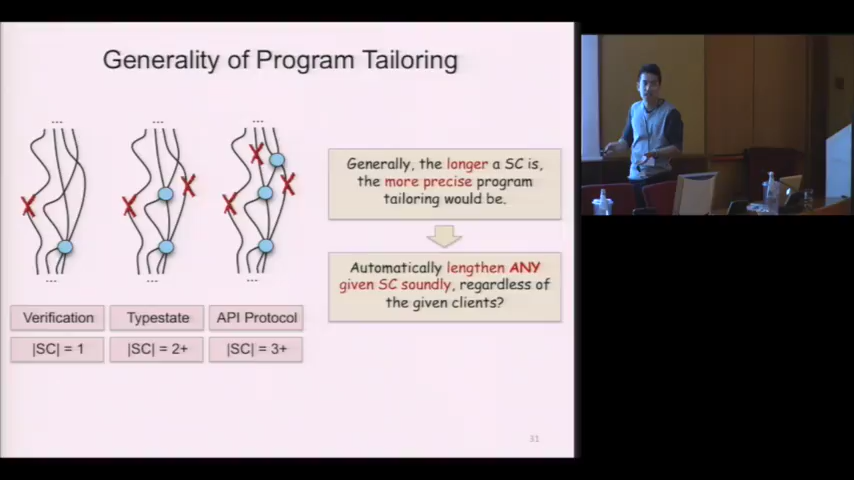 Generality of Program Tailoring
...
...
...
Generally, the longer a SC is,
the more precise program
tailoring would be.
Automatically lengthen ANY
given SC soundly, regardless of
the given clients?
...
...
...
Verification
Typestate
API Protocol
|SC| = 1
|SC| = 2+
|SC| = 3+
31